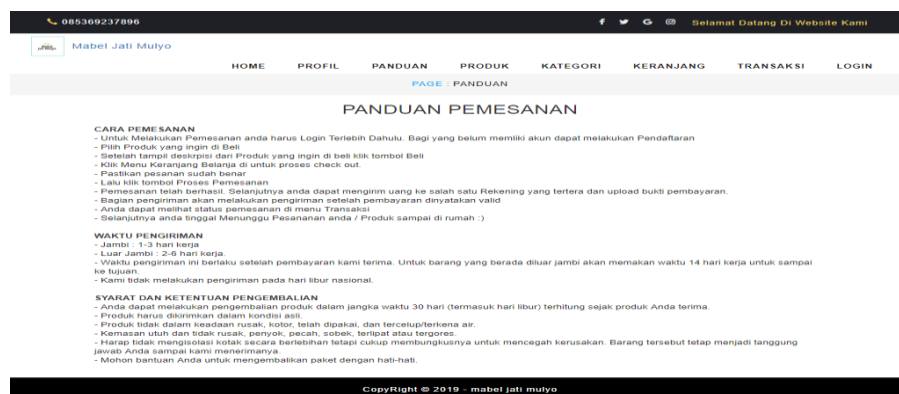 085369237896
Selamat Datang Di Website Kami
Mabel Jati Mulyo
HOME PROFIL PANDUAN PRODUK KATEGORI KERANJANG TRANSAKSI LOGIN
PAGE : PANDUAN
PANDUAN PEMESANAN
CARA PEMESANAN
- Untuk Melakukan Pemesanan anda harus Login Terlebih Dahulu. Bagi yang belum memliki akun dapat melakukan Pendaftaran
- Pilih Produk yang ingin di Beli
- Setelah tampil deskrpisi dari Produk yang ingin di beli klik tombol Beli
- Klik Menu Keranjang Belanja di untuk proses check out.
- Pastikan pesanan sudah benar
- Lalu klik tombol Proses Pemesanan
- Pemesanan telah berhasil. Selanjutnya anda dapat mengirim uang ke salah satu Rekening yang tertera dan upload bukti pembayaran.
- Bagian pengiriman akan melakukan pengiriman setelah pembayaran dinyatakan valid
- Anda dapat melihat status pemesanan di menu Transaksi
- Selanjutnya anda tinggal Menunggu Pesananan anda / Produk sampai di rumah :)
WAKTU PENGIRIMAN
- Jambi : 1-3 hari kerja
- Luar Jambi : 2-6 hari kerja.
- Waktu pengiriman ini berlaku setelah pembayaran kami terima. Untuk barang yang berada diluar jambi akan memakan waktu 14 hari kerja untuk sampai
ke tujuan.
- Kami tidak melakukan pengiriman pada hari libur nasional.
SYARAT DAN KETENTUAN PENGEMBALIAN
- Anda dapat melakukan pengembalian produk dalam jangka waktu 30 hari (termasuk hari libur) terhitung sejak produk Anda terima.
- Produk harus dikirimkan dalam kondisi asli.
- Produk tidak dalam keadaan rusak, kotor, telah dipakai, dan tercelup/terkena air.
- Kemasan utuh dan tidak rusak, penyok, pecah, sobek, terlipat atau tergores.
- Harap tidak mengisolasi kotak secara berlebihan tetapi cukup membungkusnya untuk mencegah kerusakan. Barang tersebut tetap menjadi tanggung
jawab Anda sampai kami menerimanya.
- Mohon bantuan Anda untuk mengembalikan paket dengan hati-hati.
CopyRight © 2019 - mabel jati mulyo